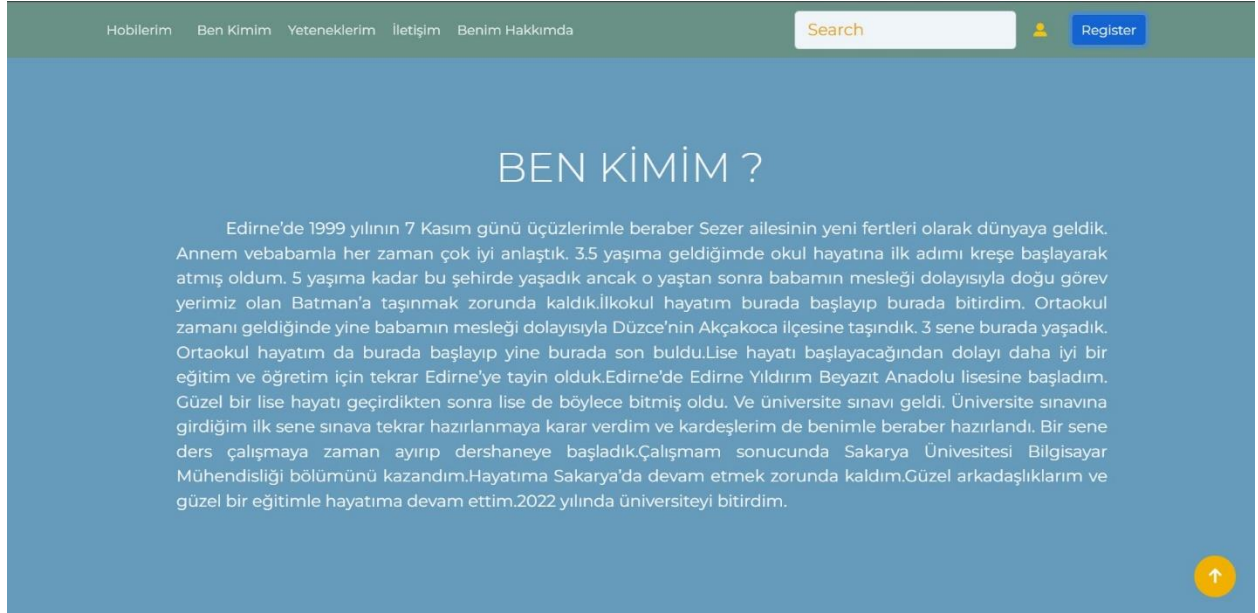 Hobilerim Ben Kimim Yeteneklerim İletişim Benim Hakkımda Search Register
BEN KİMİM ?
Edirne’de 1999 yılının 7 Kasım günü üçüzlerimle beraber Sezer ailesinin yeni fertleri olarak dünyaya geldik.
Annem vebabamla her zaman çok iyi anlaştık. 3.5 yaşıma geldiğimde okul hayatına ilk adımı kreşe başlayarak
atmış oldum. 5 yaşıma kadar bu şehirde yaşadık ancak o yaştan sonra babamın mesleği dolayısıyla doğu görev
yerimiz olan Batman’a taşınmak zorunda kaldık.İlkokul hayatım burada başlayıp burada bitirdim. Ortaokul
zamanı geldiğinde yine babamın mesleği dolayısıyla Düzce’nin Akçakoca ilçesine taşındık. 3 sene burada yaşadık.
Ortaokul hayatım da burada başlayıp yine burada son buldu.Lise hayatı başlayacağından dolayı daha iyi bir
eğitim ve öğretim için tekrar Edirne’ye tayin olduk.Edirne’de Edirne Yıldırım Beyazıt Anadolu lisesine başladım.
Güzel bir lise hayatı geçirdikten sonra lise de böylece bitmiş oldu. Ve üniversite sınavı geldi. Üniversite sınavına
girdiğim ilk sene sınava tekrar hazırlanmaya karar verdim ve kardeşlerim de benimle beraber hazırlandı. Bir sene
ders çalışmaya zaman ayırıp dershaneye başladık.Çalışmam sonucunda Sakarya Ünivesitesi Bilgisayar
Mühendisliği bölümünü kazandım.Hayatıma Sakarya’da devam etmek zorunda kaldım.Güzel arkadaşlıklarım ve
güzel bir eğitimle hayatıma devam ettim.2022 yılında üniversiteyi bitirdim.